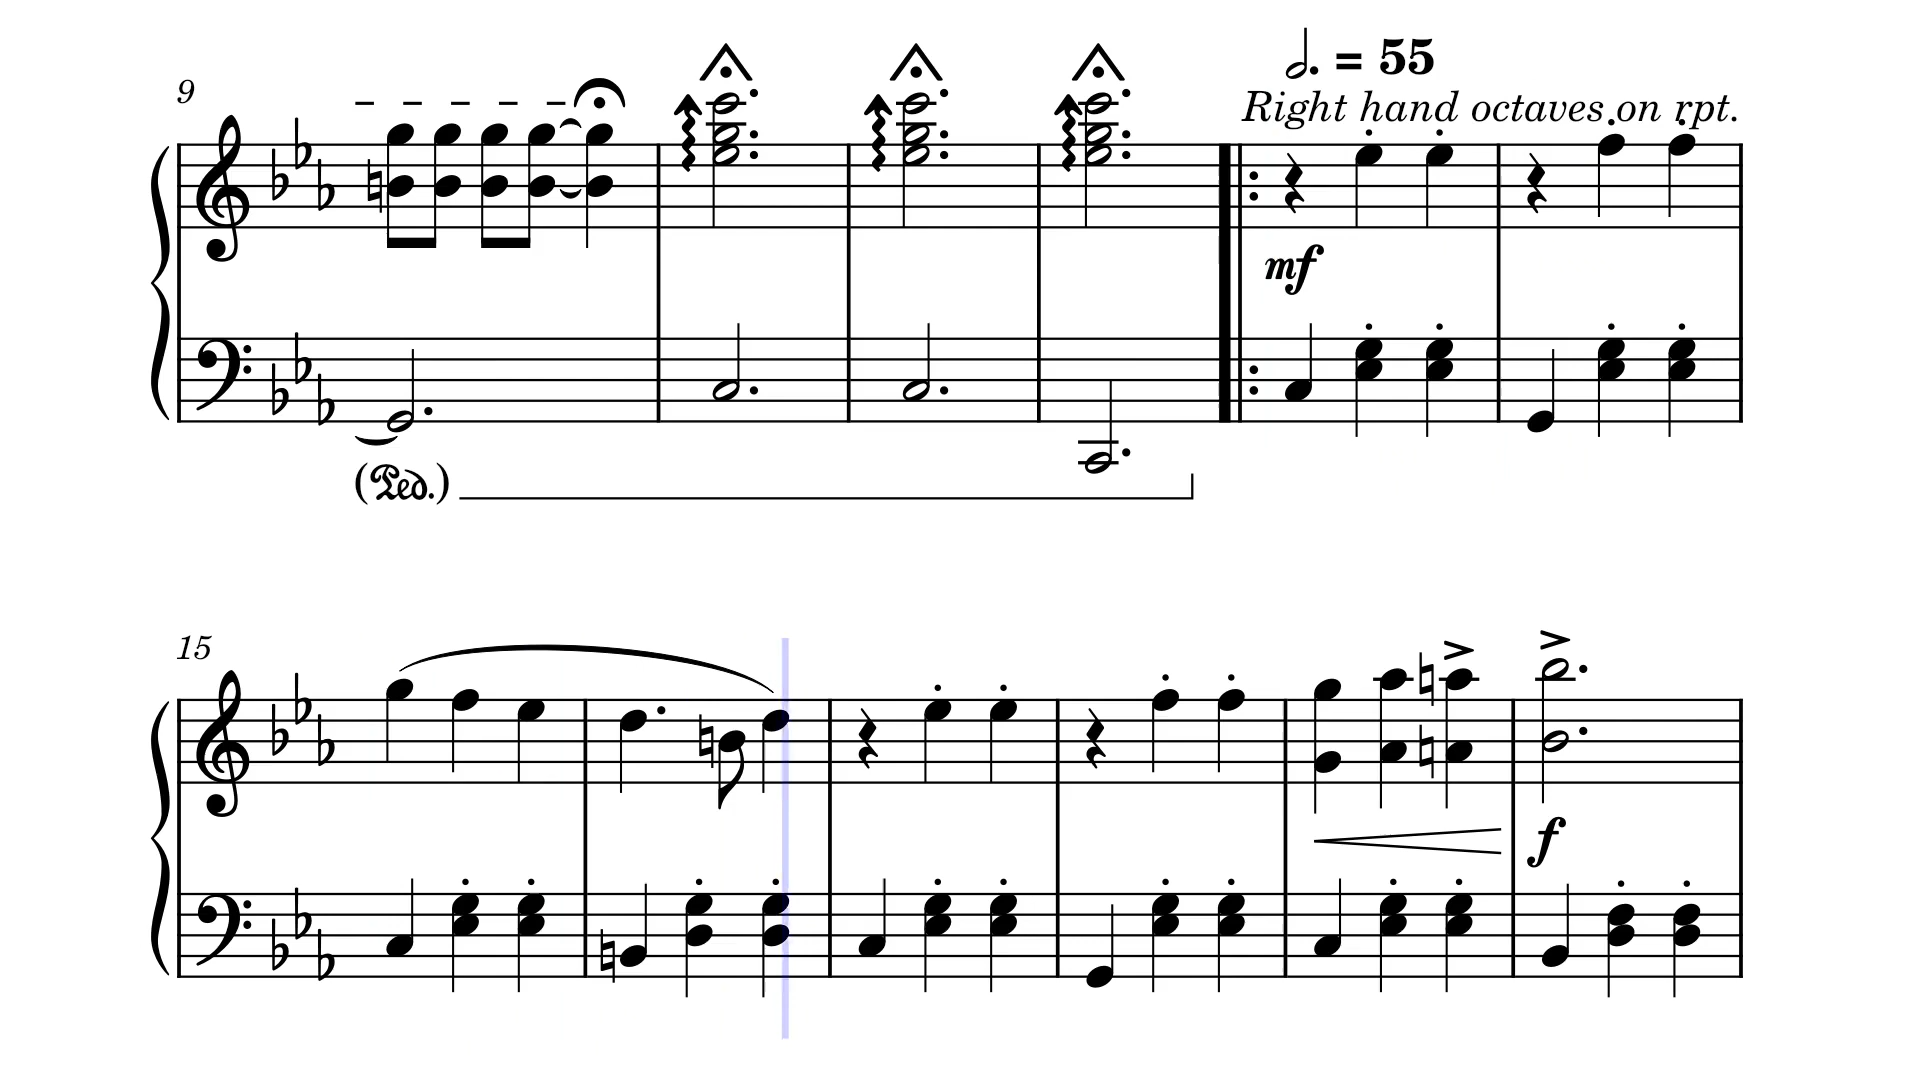 𝅗𝅥. = 55
9
Right hand octaves on rpt.
mf
(Ped.)
15
f